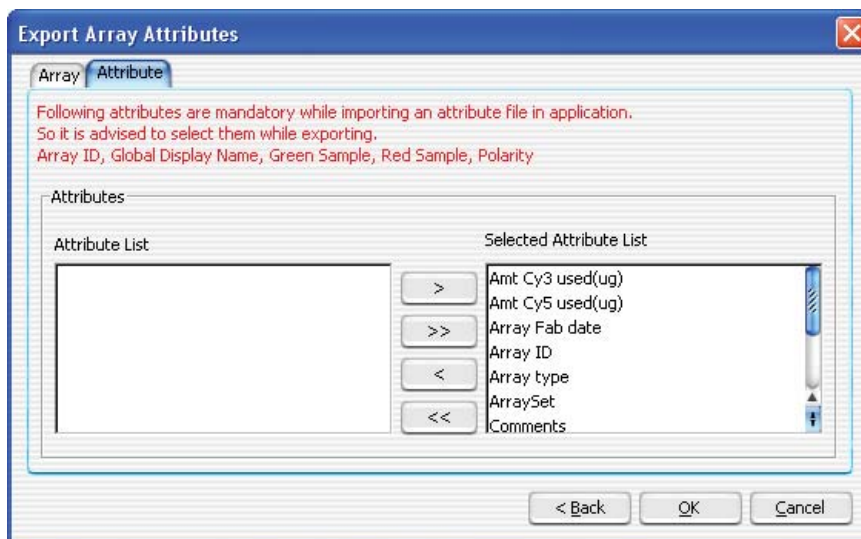 Export Array Attributes
Array
Attribute
Following attributes are mandatory while importing an attribute file in application.
So it is advised to select them while exporting.
Array ID, Global Display Name, Green Sample, Red Sample, Polarity
Attributes
Attribute List
Selected Attribute List
>
>>
<
<<
Amt Cy3 used(ug)
Amt Cy5 used(ug)
Array Fab date
Array ID
Array type
ArraySet
Comments
< Back
OK
Cancel